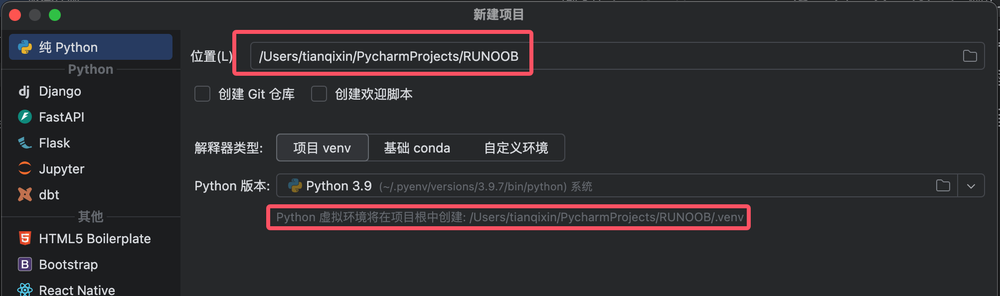 新建项目
纯 Python
Python
Django
FastAPI
Flask
Jupyter
dbt
其他
HTML5 Boilerplate
Bootstrap
React Native
位置(L)
/Users/tianqixin/PycharmProjects/RUNOOB
创建 Git 仓库 创建欢迎脚本
解释器类型: 项目 venv 基础 conda 自定义环境
Python 版本: Python 3.9 (~/.pyenv/versions/3.9.7/bin/python) 系统
Python 虚拟环境将在项目根中创建: /Users/tianqixin/PycharmProjects/RUNOOB/.venv